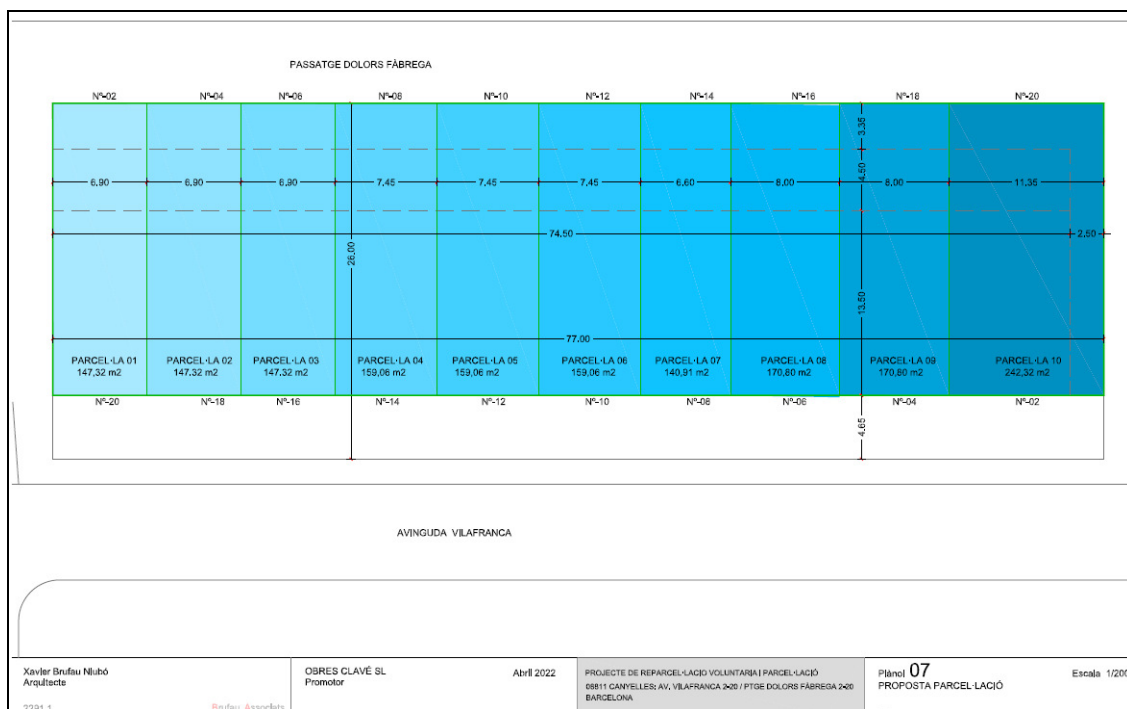 PASSATGE DOLORS FÀBREGA
Nº-02 Nº-04 Nº-06 Nº-08 Nº-10 Nº-12 Nº-14 Nº-16 Nº-18 Nº-20
3.35
4.50
6.90 6.90 6.90 7.45 7.45 7.45 6.60 8.00 8.00 11.35
74.50 2.50
26.00
13.50
77.00
PARCEL·LA 01 PARCEL·LA 02 PARCEL·LA 03 PARCEL·LA 04 PARCEL·LA 05 PARCEL·LA 06 PARCEL·LA 07 PARCEL·LA 08 PARCEL·LA 09 PARCEL·LA 10
147,32 m2 147,32 m2 147,32 m2 159,06 m2 159,06 m2 159,06 m2 140,91 m2 170,80 m2 170,80 m2 242,32 m2
Nº-20 Nº-18 Nº-16 Nº-14 Nº-12 Nº-10 Nº-08 Nº-06 Nº-04 Nº-02
4.65
AVINGUDA VILAFRANCA
Xavier Brufau Niubó
Arquitecte
2291.1 Brufau Associats
OBRES CLAVÉ SL Abril 2022
Promotor
PROJECTE DE REPARCEL·LACIÓ VOLUNTARIA I PARCEL·LACIÓ
08811 CANYELLES: AV. VILAFRANCA 2-20 / PTGE DOLORS FÀBREGA 2-20
BARCELONA
Plànol 07 Escala 1/200
PROPOSTA PARCEL·LACIÓ